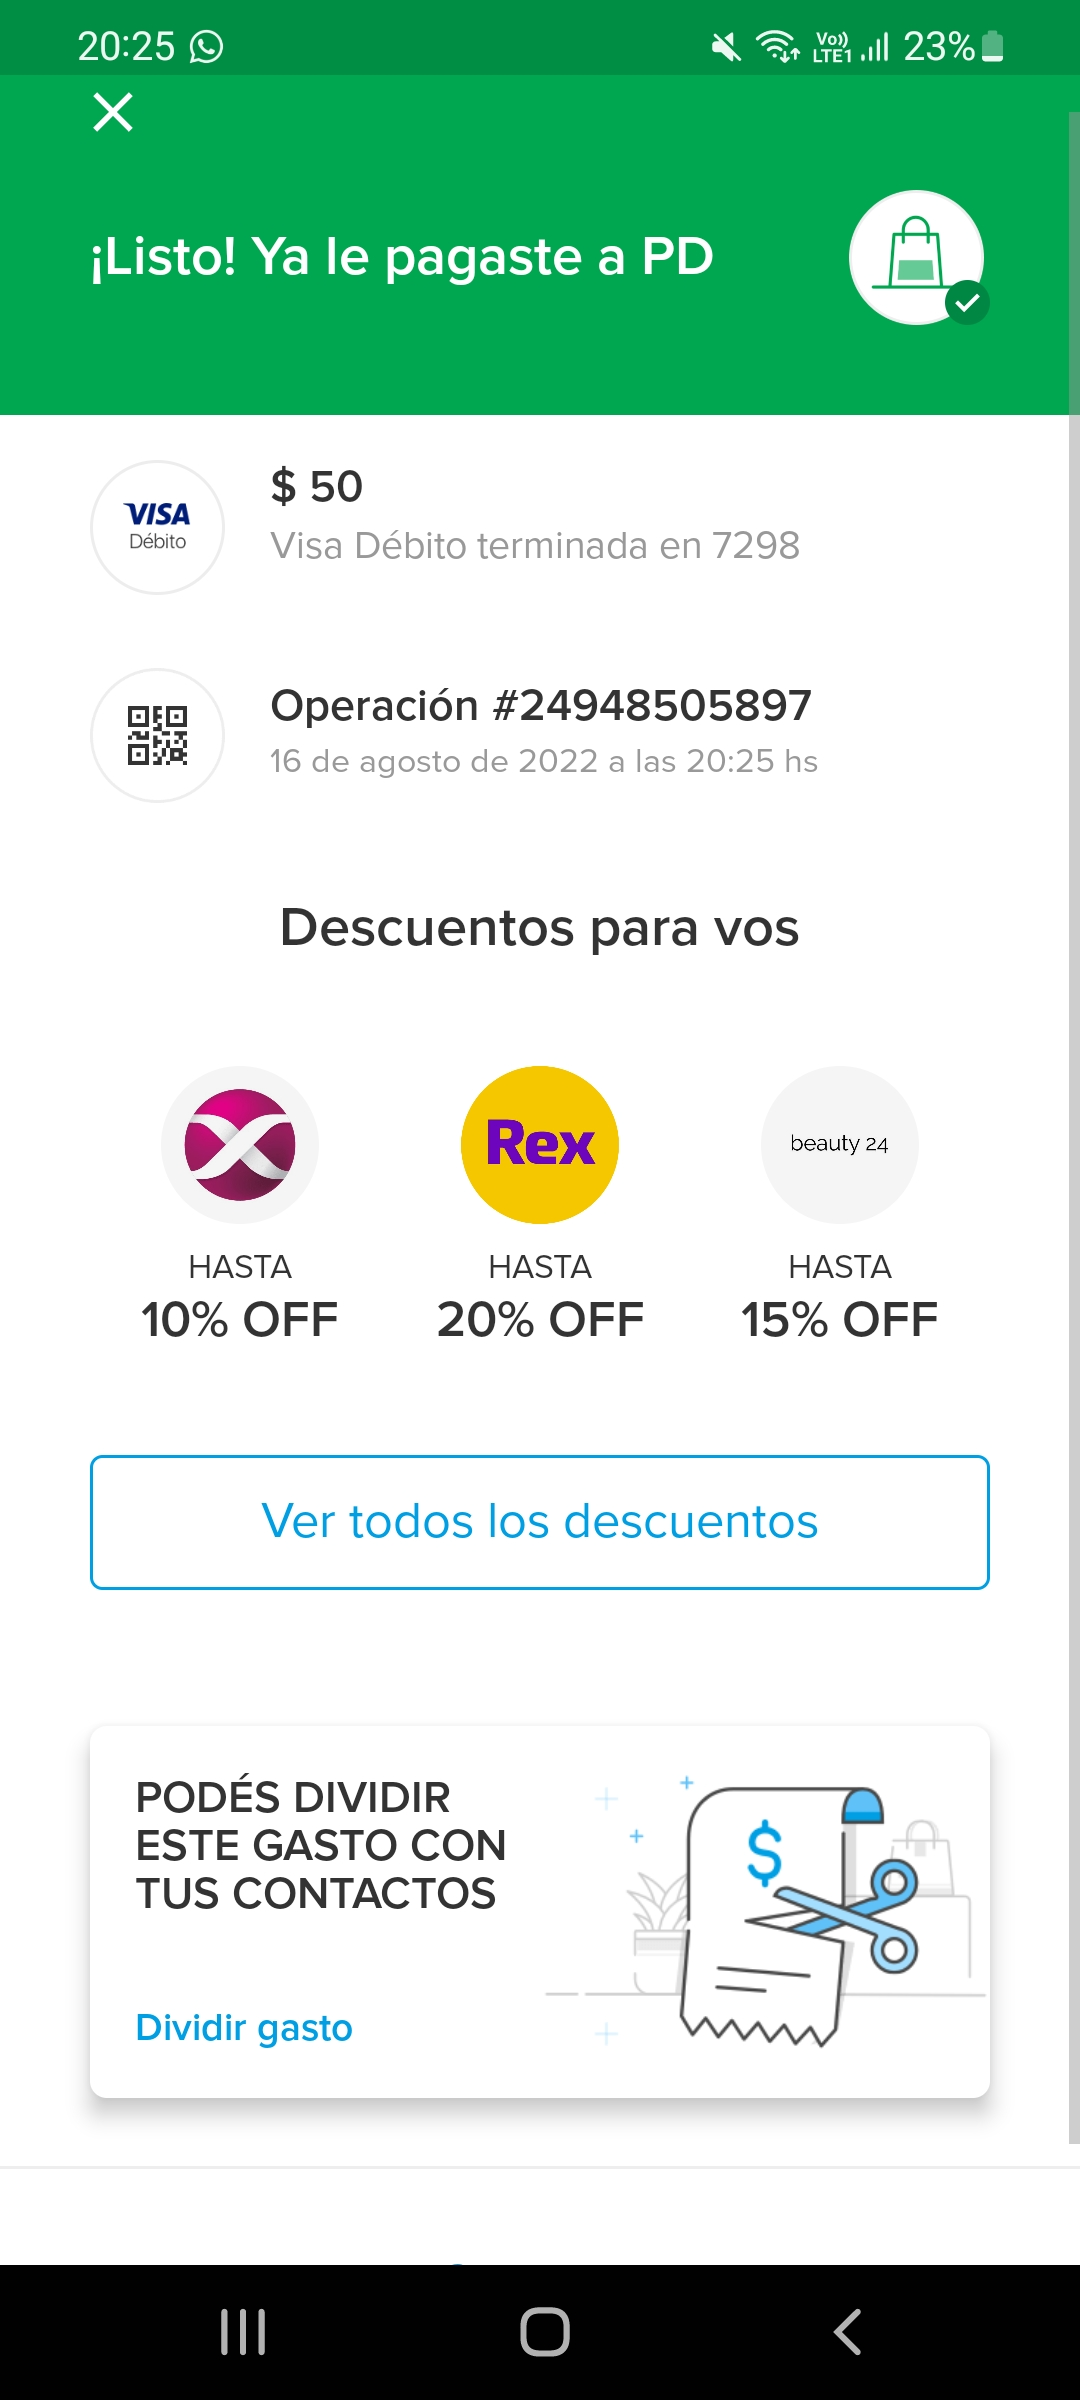 20:25
Vo))
LTE1
23%
¡Listo! Ya le pagaste a PD
VISA
Débito
$ 50
Visa Débito terminada en 7298
Operación #24948505897
16 de agosto de 2022 a las 20:25 hs
Descuentos para vos
Rex
beauty 24
HASTA
10% OFF
HASTA
20% OFF
HASTA
15% OFF
Ver todos los descuentos
PODÉS DIVIDIR
ESTE GASTO CON
TUS CONTACTOS
$
Dividir gasto